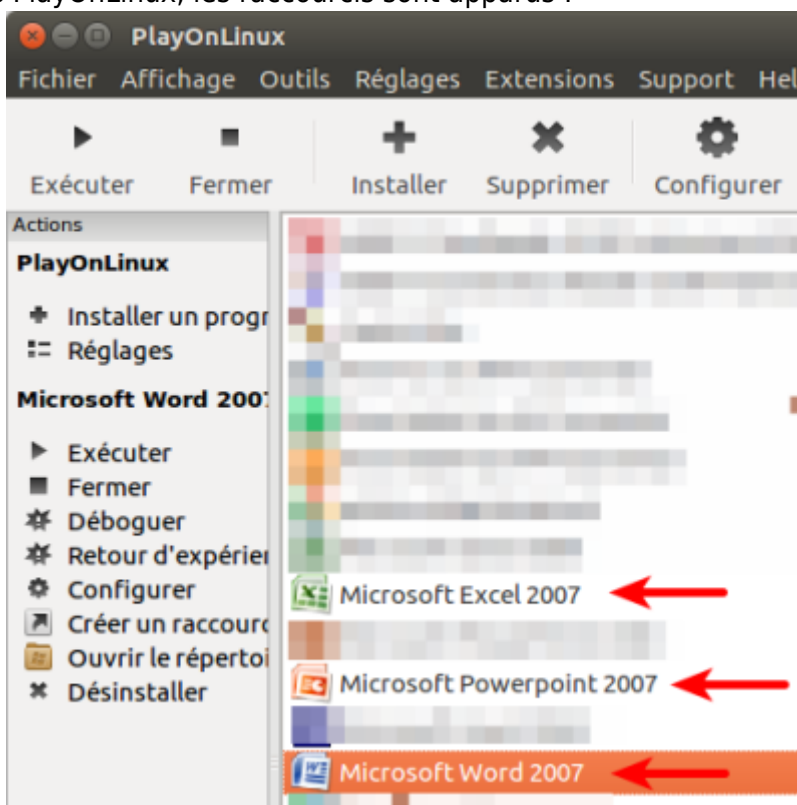 PlayOnLinux, les raccourcis sont apparus :
PlayOnLinux
Fichier Affichage Outils Réglages Extensions Support Hel
Exécuter Fermer Installer Supprimer Configurer
Actions
PlayOnLinux
Installer un progr
Réglages
Microsoft Word 2007
Exécuter
Fermer
Déboguer
Retour d'expérien
Configurer
Créer un raccourc
Ouvrir le répertoi
Désinstaller
Microsoft Excel 2007
Microsoft Powerpoint 2007
Microsoft Word 2007